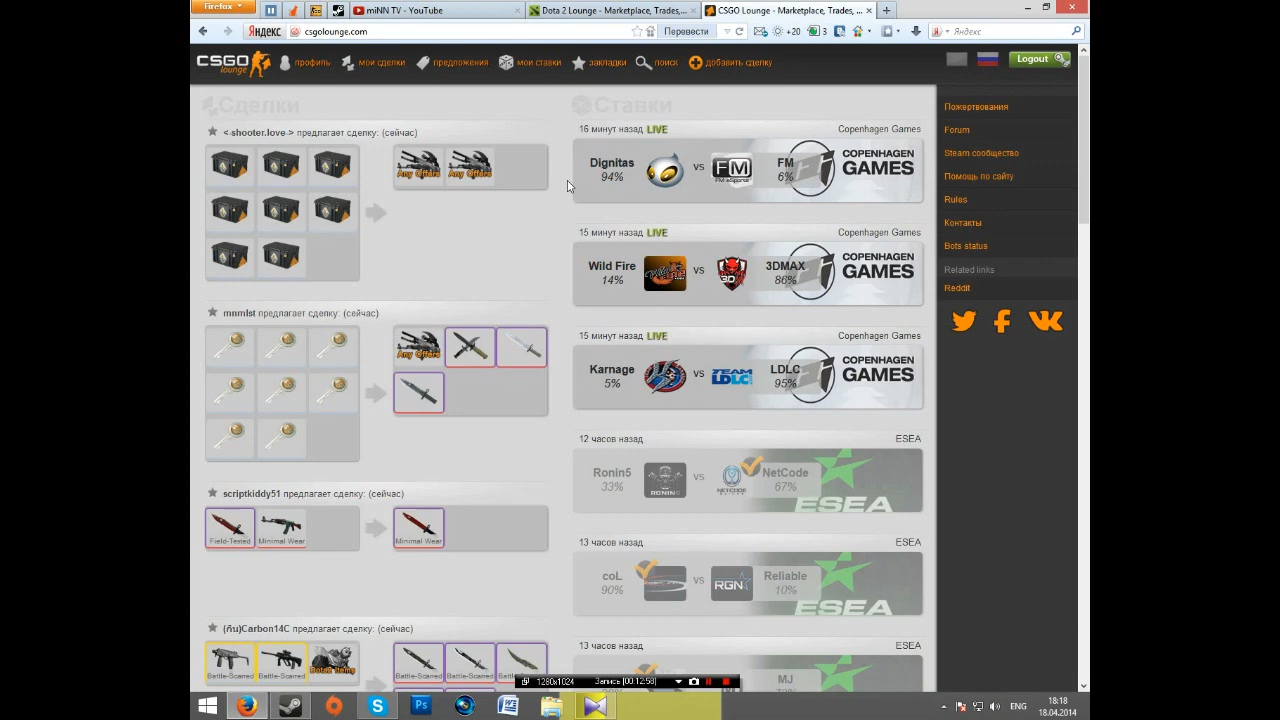 Firefox
miNN TV - YouTube
Dota 2 Lounge - Marketplace, Trades,...
CSGO Lounge - Marketplace, Trades, ...
Яндекс
csgolounge.com
Перевести
+20
3
Яндекс
CSGO lounge
профиль
мои сделки
предложения
мои ставки
закладки
поиск
добавить сделку
Logout
Сделки
<-shooter.love-> предлагает сделку: (сейчас)
Any Offers
Any Offers
mnmlst предлагает сделку: (сейчас)
Any Offers
scriptkiddy51 предлагает сделку: (сейчас)
Field-Tested
Minimal Wear
Minimal Wear
(ñu)Carbon14C предлагает сделку: (сейчас)
Battle-Scarred
Battle-Scarred
Dota2 Items
Battle-Scarred
Battle-Scarred
Ставки
16 минут назад LIVE
Copenhagen Games
Dignitas
94%
vs
FM
FM
6%
COPENHAGEN
GAMES
15 минут назад LIVE
Copenhagen Games
Wild Fire
14%
vs
3DMAX
86%
COPENHAGEN
GAMES
15 минут назад LIVE
Copenhagen Games
Karnage
5%
vs
TEAM
LDLC
LDLC
95%
COPENHAGEN
GAMES
12 часов назад
ESEA
Ronin5
33%
RONIN
vs
NETCODE
NetCode
67%
ESEA
13 часов назад
ESEA
coL
90%
vs
RGN
Reliable
10%
ESEA
13 часов назад
ESEA
MJ
Пожертвования
Forum
Steam сообщество
Помощь по сайту
Rules
Контакты
Bots status
Related links
Reddit
1280x1024
Запись [00:12:58]
ENG
18:18
18.04.2014